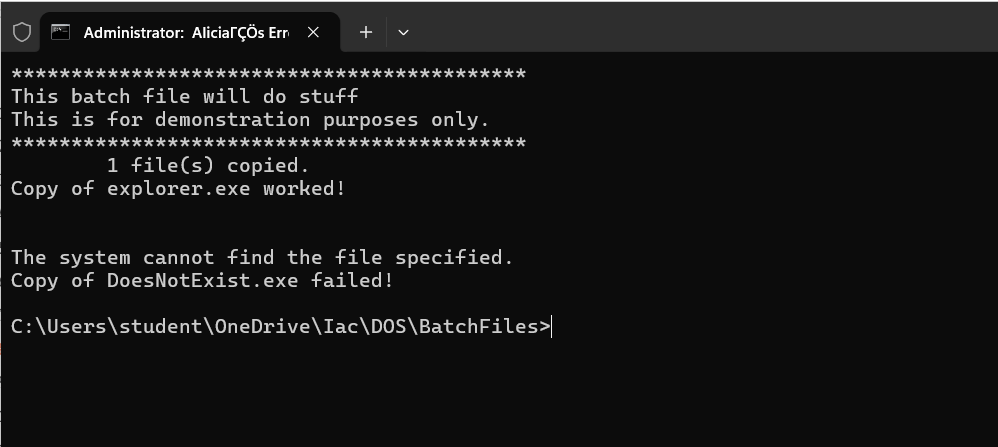 Administrator: AliciaΓÇÖs Err
*******************************************
This batch file will do stuff
This is for demonstration purposes only.
*******************************************
        1 file(s) copied.
Copy of explorer.exe worked!
The system cannot find the file specified.
Copy of DoesNotExist.exe failed!
C:\Users\student\OneDrive\Iac\DOS\BatchFiles>